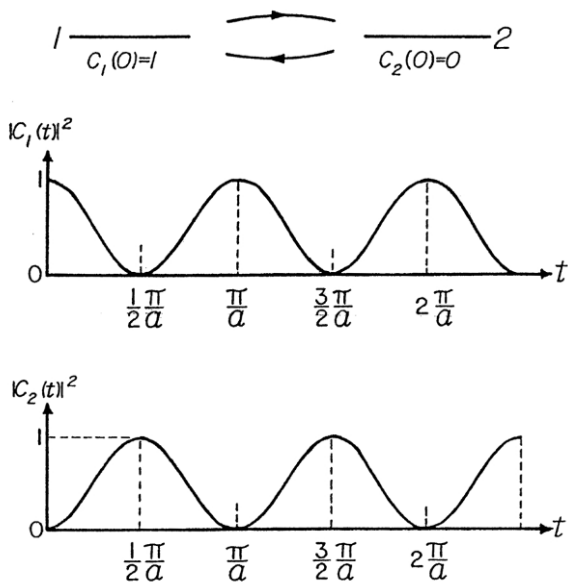 1 2
C₁(0)=1 C₂(0)=0
|C₁(t)|²
1
0 t
1/2 π/a π/a 3/2 π/a 2 π/a
|C₂(t)|²
1
0 t
1/2 π/a π/a 3/2 π/a 2 π/a